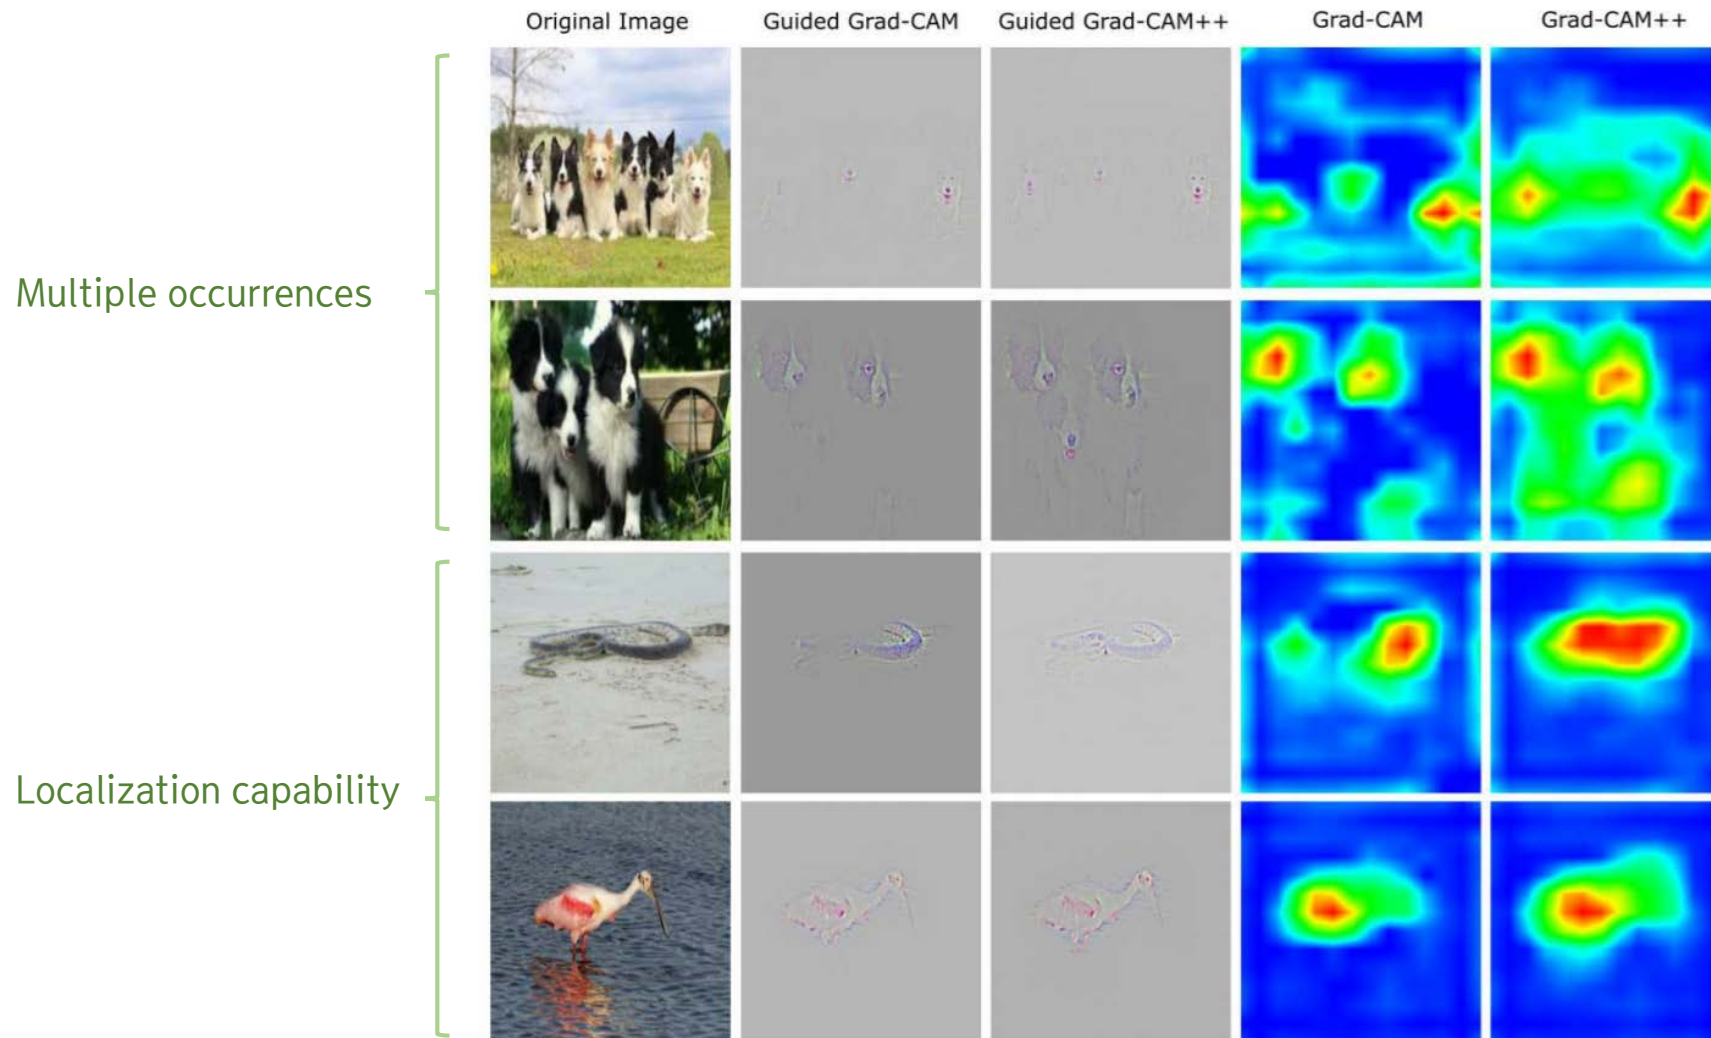 Original Image
Guided Grad-CAM
Guided Grad-CAM++
Grad-CAM
Grad-CAM++
Multiple occurrences
Localization capability